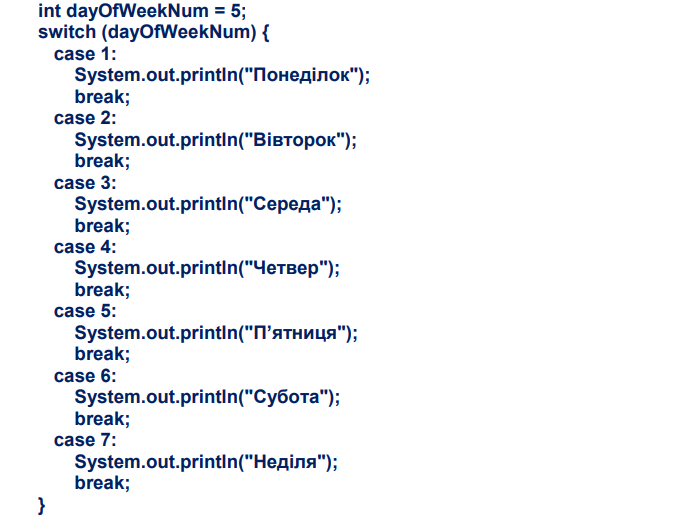 int dayOfWeekNum = 5;
switch (dayOfWeekNum) {
case 1:
System.out.println("Понеділок");
break;
case 2:
System.out.println("Вівторок");
break;
case 3:
System.out.println("Середа");
break;
case 4:
System.out.println("Четвер");
break;
case 5:
System.out.println("П’ятниця");
break;
case 6:
System.out.println("Субота");
break;
case 7:
System.out.println("Неділя");
break;
}